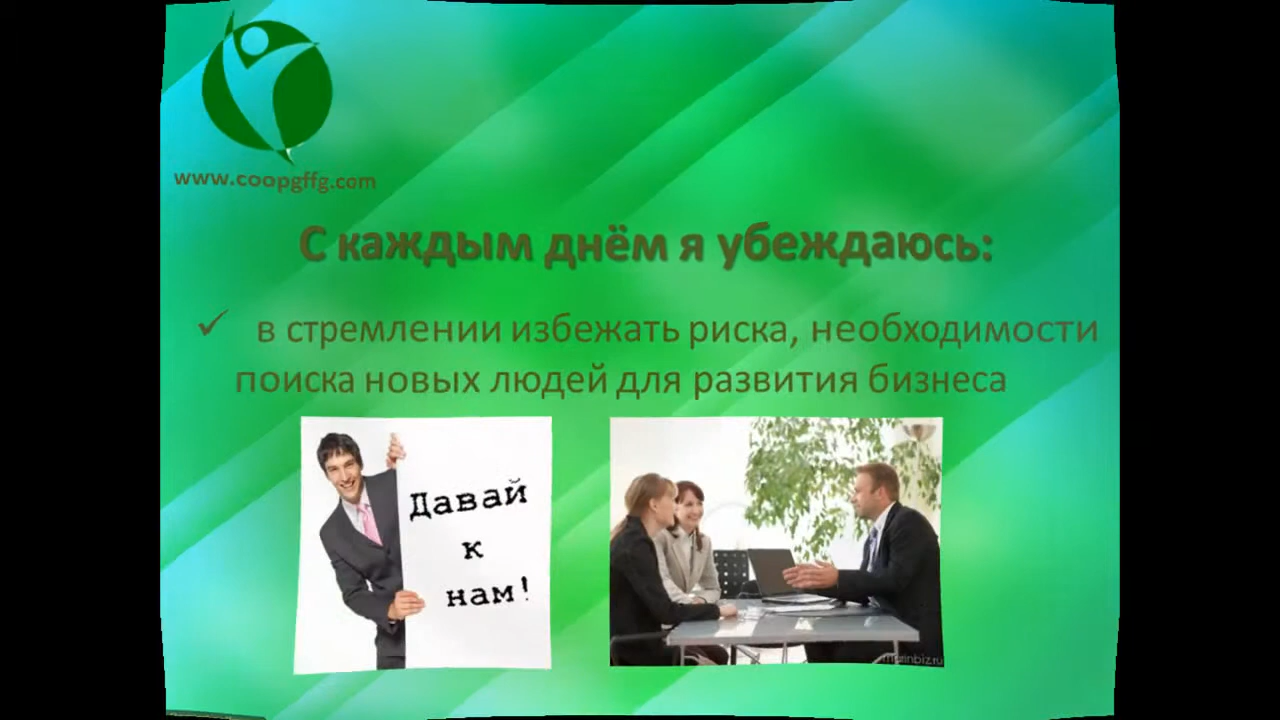 www.coopgffg.com
С каждым днём я убеждаюсь:
✓ в стремлении избежать риска, необходимости
поиска новых людей для развития бизнеса
Давай
к
нам!